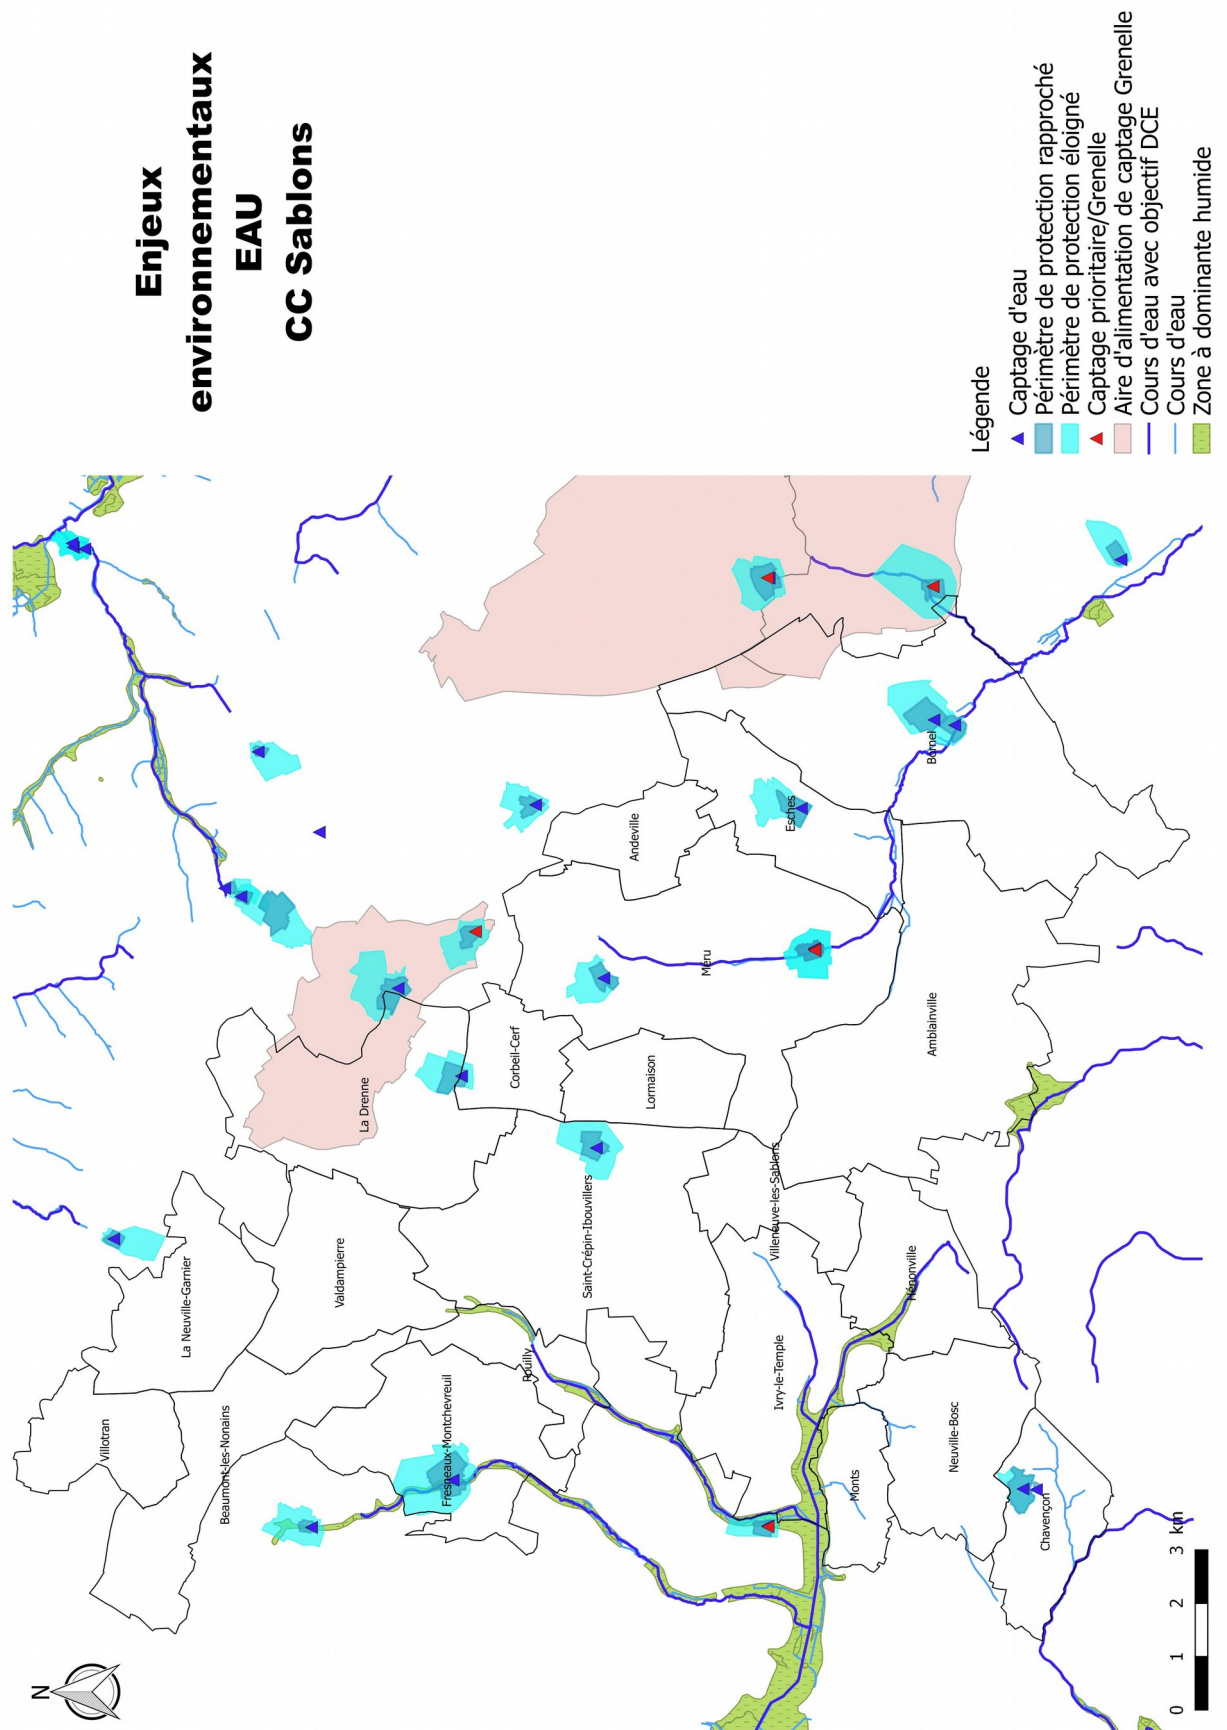 Enjeux
environnementaux
EAU
CC Sablons
Légende
Captage d'eau
Périmètre de protection rapproché
Périmètre de protection éloigné
Captage prioritaire/Grenelle
Aire d'alimentation de captage Grenelle
Cours d'eau avec objectif DCE
Cours d'eau
Zone à dominante humide
N
Villotran
La Neuville-Garnier
Beaumont-les-Nonains
Valdampierre
La Drenne
Fresneaux-Montchevreuil
Pouilly
Corbeil-Cerf
Saint-Crépin-Ibouvillers
Lormaison
Andeville
Méru
Esches
Ivry-le-Temple
Villeneuve-les-Sablons
Monts
Hénonville
Amblainville
Bornel
Neuville-Bosc
Chavençon
0 1 2 3 km